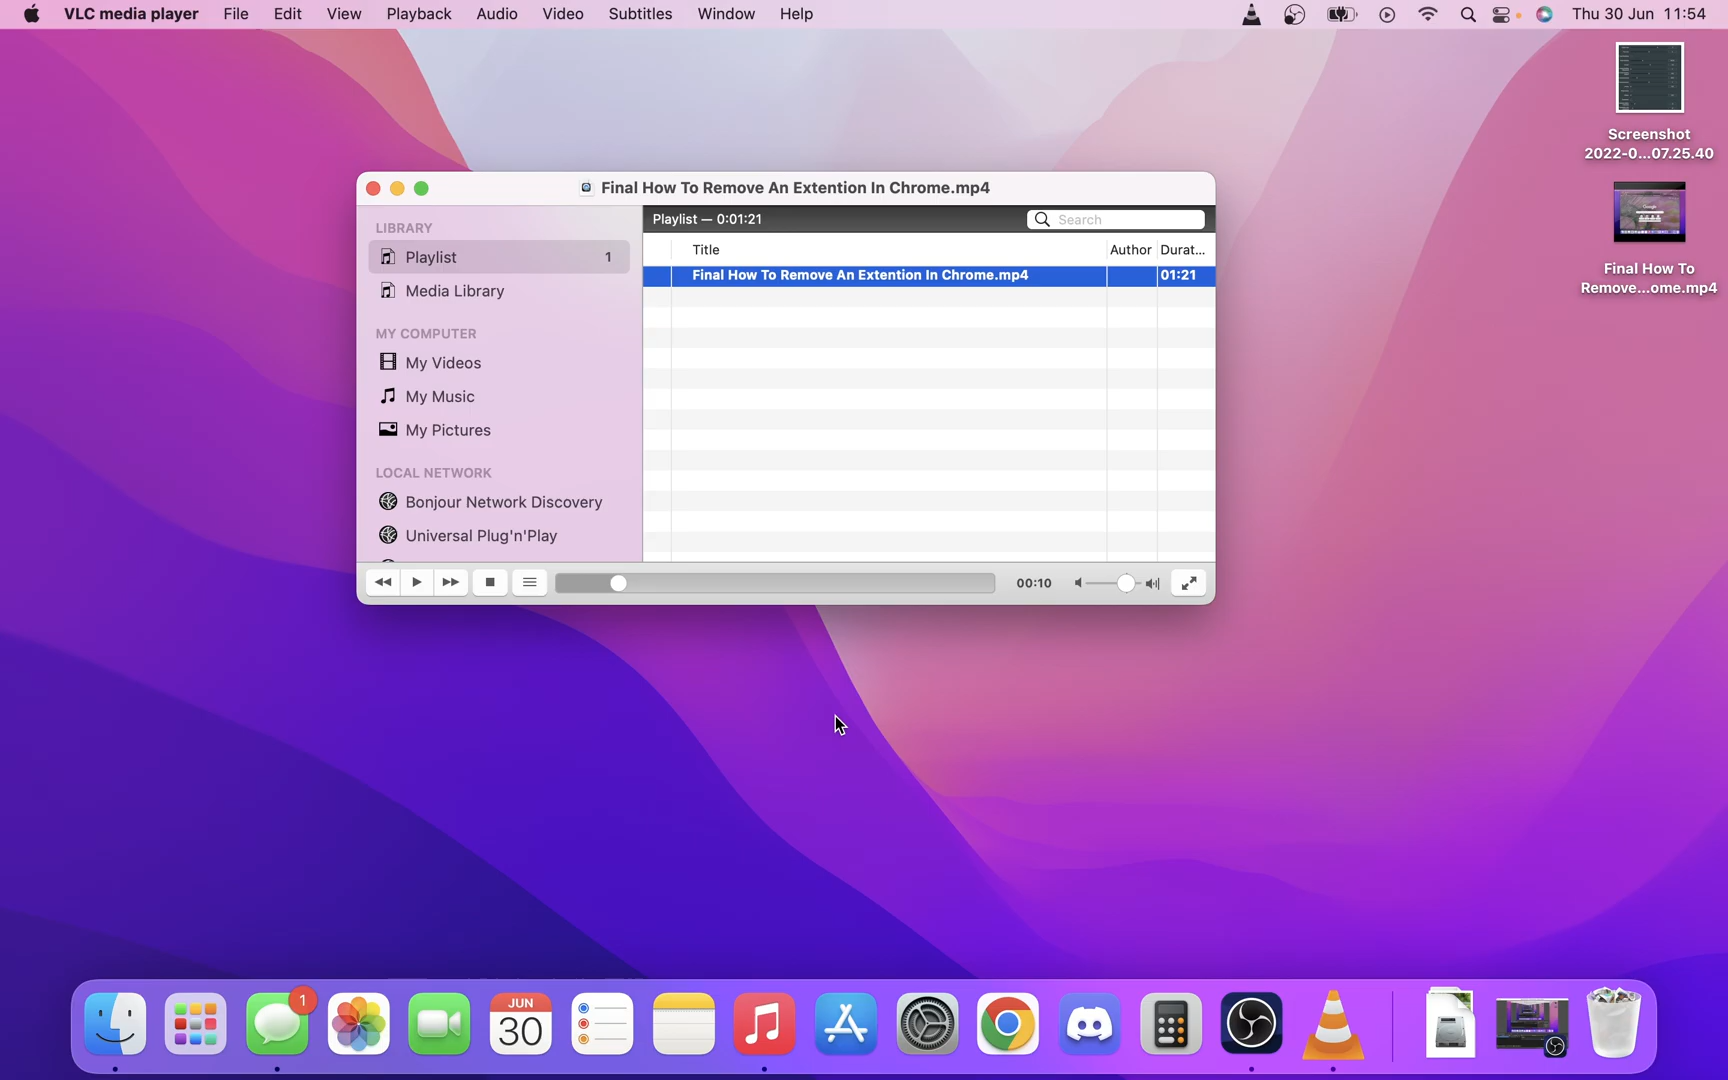 VLC media player File Edit View Playback Audio Video Subtitles Window Help Thu 30 Jun 11:54
Screenshot
2022-0...07.25.40
Final How To
Remove...ome.mp4
Final How To Remove An Extention In Chrome.mp4
LIBRARY
Playlist 1
Media Library
MY COMPUTER
My Videos
My Music
My Pictures
LOCAL NETWORK
Bonjour Network Discovery
Universal Plug'n'Play
Playlist — 0:01:21 Search
Title Author Durat...
Final How To Remove An Extention In Chrome.mp4 01:21
00:10
1
JUN
30